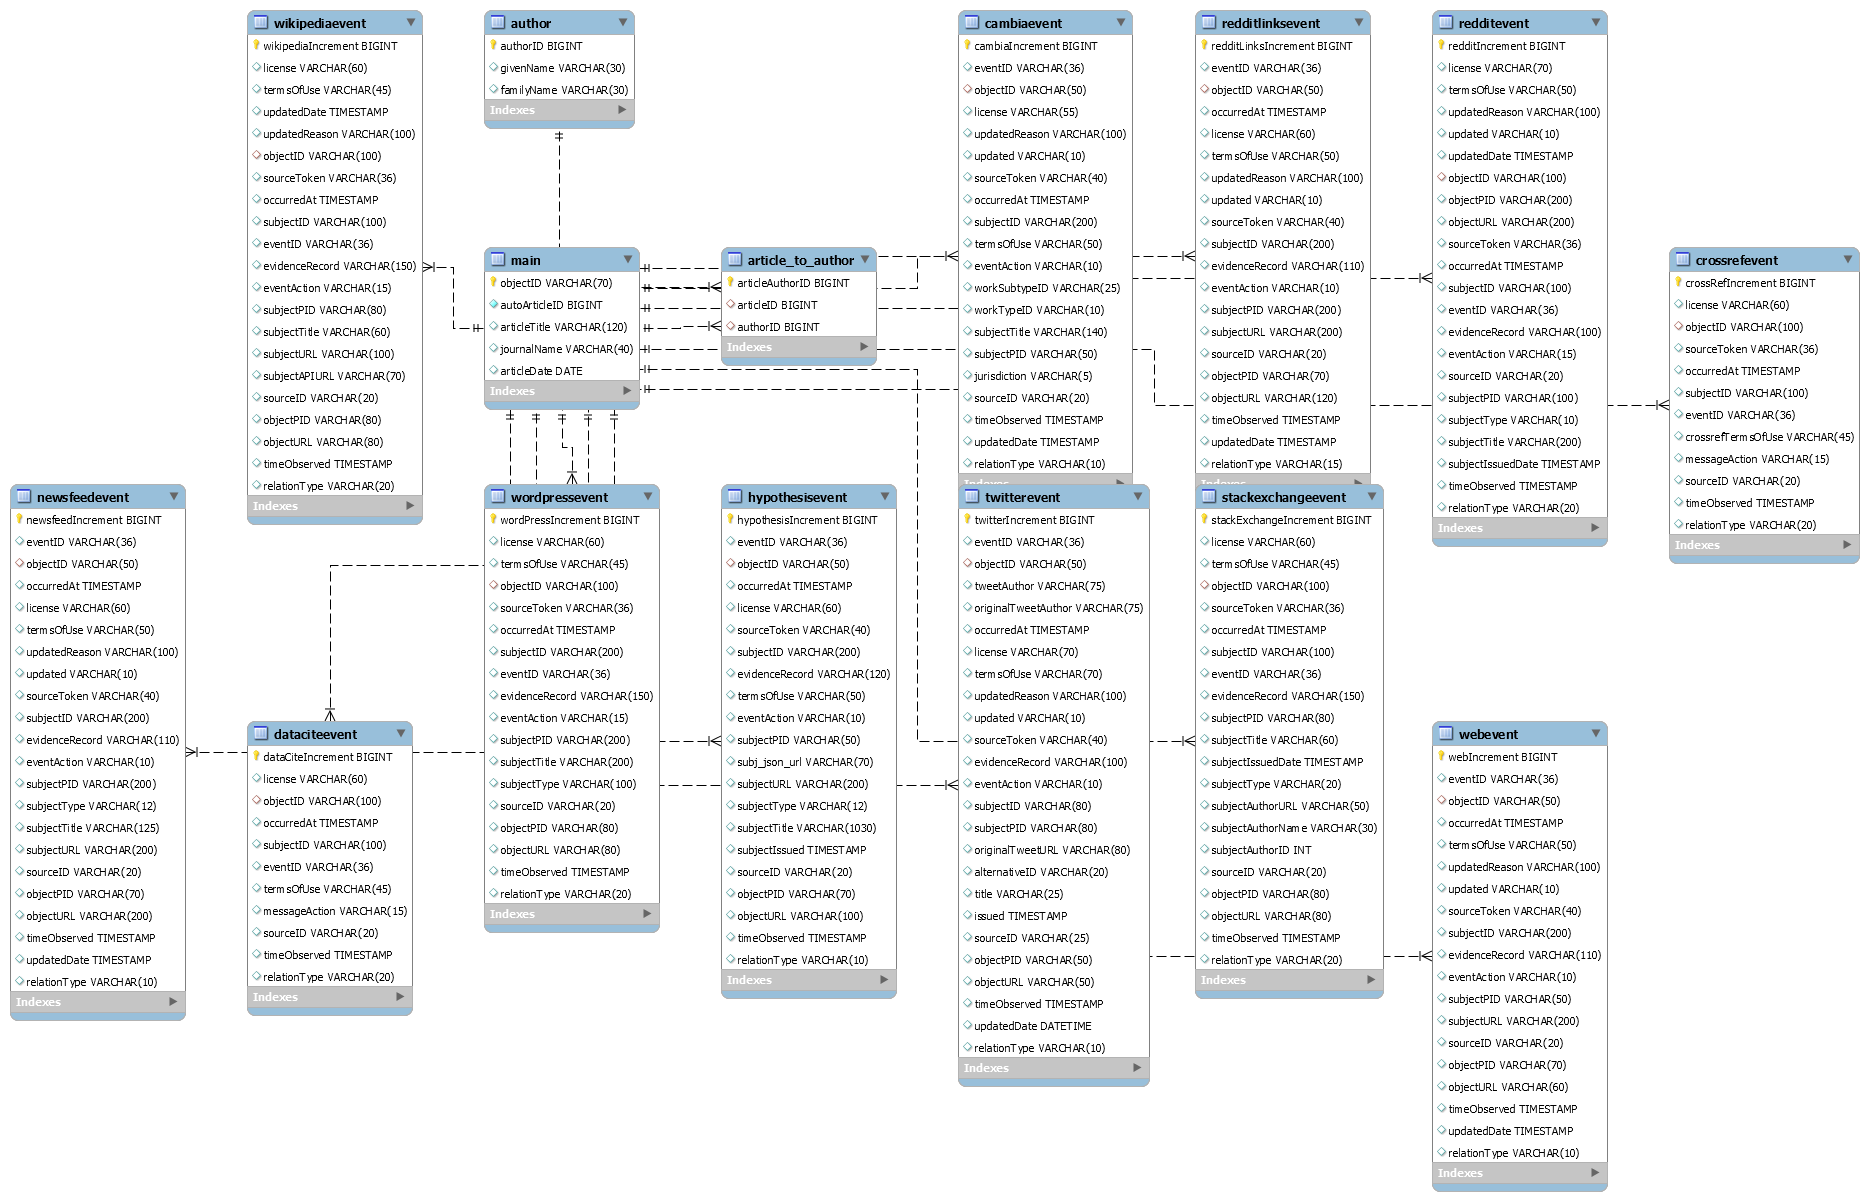 wikipediaevent
wikipediaIncrement BIGINT
license VARCHAR(60)
termsOfUse VARCHAR(45)
updatedDate TIMESTAMP
updatedReason VARCHAR(100)
objectID VARCHAR(100)
sourceToken VARCHAR(36)
occurredAt TIMESTAMP
subjectID VARCHAR(100)
eventID VARCHAR(36)
evidenceRecord VARCHAR(150)
eventAction VARCHAR(15)
subjectPID VARCHAR(80)
subjectTitle VARCHAR(60)
subjectURL VARCHAR(100)
subjectAPIURL VARCHAR(70)
sourceID VARCHAR(20)
objectPID VARCHAR(80)
objectURL VARCHAR(80)
timeObserved TIMESTAMP
relationType VARCHAR(20)
Indexes
author
authorID BIGINT
givenName VARCHAR(30)
familyName VARCHAR(30)
Indexes
cambiaevent
cambiaIncrement BIGINT
eventID VARCHAR(36)
objectID VARCHAR(50)
license VARCHAR(55)
updatedReason VARCHAR(100)
updated VARCHAR(10)
sourceToken VARCHAR(40)
occurredAt TIMESTAMP
subjectID VARCHAR(200)
termsOfUse VARCHAR(50)
eventAction VARCHAR(10)
workSubtypeID VARCHAR(25)
workTypeID VARCHAR(10)
subjectTitle VARCHAR(140)
subjectPID VARCHAR(50)
jurisdiction VARCHAR(5)
sourceID VARCHAR(20)
timeObserved TIMESTAMP
updatedDate TIMESTAMP
relationType VARCHAR(10)
redditlinksevent
redditLinksIncrement BIGINT
eventID VARCHAR(36)
objectID VARCHAR(50)
occurredAt TIMESTAMP
license VARCHAR(60)
termsOfUse VARCHAR(50)
updatedReason VARCHAR(100)
updated VARCHAR(10)
sourceToken VARCHAR(40)
subjectID VARCHAR(200)
evidenceRecord VARCHAR(110)
eventAction VARCHAR(10)
subjectPID VARCHAR(200)
subjectURL VARCHAR(200)
sourceID VARCHAR(20)
objectPID VARCHAR(70)
objectURL VARCHAR(120)
timeObserved TIMESTAMP
updatedDate TIMESTAMP
relationType VARCHAR(15)
redditevent
redditIncrement BIGINT
license VARCHAR(70)
termsOfUse VARCHAR(50)
updatedReason VARCHAR(100)
updated VARCHAR(10)
updatedDate TIMESTAMP
objectID VARCHAR(100)
objectPID VARCHAR(200)
objectURL VARCHAR(200)
sourceToken VARCHAR(36)
occurredAt TIMESTAMP
subjectID VARCHAR(100)
eventID VARCHAR(36)
evidenceRecord VARCHAR(100)
eventAction VARCHAR(15)
sourceID VARCHAR(20)
subjectPID VARCHAR(100)
subjectType VARCHAR(10)
subjectTitle VARCHAR(200)
subjectIssuedDate TIMESTAMP
timeObserved TIMESTAMP
relationType VARCHAR(20)
Indexes
main
objectID VARCHAR(70)
autoArticleID BIGINT
articleTitle VARCHAR(120)
journalName VARCHAR(40)
articleDate DATE
Indexes
article_to_author
articleAuthorID BIGINT
articleID BIGINT
authorID BIGINT
Indexes
crossrefevent
crossRefIncrement BIGINT
license VARCHAR(60)
objectID VARCHAR(100)
sourceToken VARCHAR(36)
occurredAt TIMESTAMP
subjectID VARCHAR(100)
eventID VARCHAR(36)
crossrefTermsOfUse VARCHAR(45)
messageAction VARCHAR(15)
sourceID VARCHAR(20)
timeObserved TIMESTAMP
relationType VARCHAR(20)
Indexes
newsfeedevent
newsfeedIncrement BIGINT
eventID VARCHAR(36)
objectID VARCHAR(50)
occurredAt TIMESTAMP
license VARCHAR(60)
termsOfUse VARCHAR(50)
updatedReason VARCHAR(100)
updated VARCHAR(10)
sourceToken VARCHAR(40)
subjectID VARCHAR(200)
evidenceRecord VARCHAR(110)
eventAction VARCHAR(10)
subjectPID VARCHAR(200)
subjectType VARCHAR(12)
subjectTitle VARCHAR(125)
subjectURL VARCHAR(200)
sourceID VARCHAR(20)
objectPID VARCHAR(70)
objectURL VARCHAR(200)
timeObserved TIMESTAMP
updatedDate TIMESTAMP
relationType VARCHAR(10)
Indexes
dataciteevent
dataCiteIncrement BIGINT
license VARCHAR(60)
objectID VARCHAR(100)
occurredAt TIMESTAMP
subjectID VARCHAR(100)
eventID VARCHAR(36)
termsOfUse VARCHAR(45)
messageAction VARCHAR(15)
sourceID VARCHAR(20)
timeObserved TIMESTAMP
relationType VARCHAR(20)
Indexes
wordpressevent
wordPressIncrement BIGINT
license VARCHAR(60)
termsOfUse VARCHAR(45)
objectID VARCHAR(100)
sourceToken VARCHAR(36)
occurredAt TIMESTAMP
subjectID VARCHAR(200)
eventID VARCHAR(36)
evidenceRecord VARCHAR(150)
eventAction VARCHAR(15)
subjectPID VARCHAR(200)
subjectTitle VARCHAR(200)
subjectType VARCHAR(100)
sourceID VARCHAR(20)
objectPID VARCHAR(80)
objectURL VARCHAR(80)
timeObserved TIMESTAMP
relationType VARCHAR(20)
Indexes
hypothesisevent
hypothesisIncrement BIGINT
eventID VARCHAR(36)
objectID VARCHAR(50)
occurredAt TIMESTAMP
license VARCHAR(60)
sourceToken VARCHAR(40)
subjectID VARCHAR(200)
evidenceRecord VARCHAR(120)
termsOfUse VARCHAR(50)
eventAction VARCHAR(10)
subjectPID VARCHAR(50)
subj_json_url VARCHAR(70)
subjectURL VARCHAR(200)
subjectType VARCHAR(12)
subjectTitle VARCHAR(1030)
subjectIssued TIMESTAMP
sourceID VARCHAR(20)
objectPID VARCHAR(70)
objectURL VARCHAR(100)
timeObserved TIMESTAMP
relationType VARCHAR(10)
Indexes
twitterevent
twitterIncrement BIGINT
eventID VARCHAR(36)
objectID VARCHAR(50)
tweetAuthor VARCHAR(75)
originalTweetAuthor VARCHAR(75)
occurredAt TIMESTAMP
license VARCHAR(70)
termsOfUse VARCHAR(70)
updatedReason VARCHAR(100)
updated VARCHAR(10)
sourceToken VARCHAR(40)
evidenceRecord VARCHAR(100)
eventAction VARCHAR(10)
subjectID VARCHAR(80)
subjectPID VARCHAR(80)
originalTweetURL VARCHAR(80)
alternativeID VARCHAR(20)
title VARCHAR(25)
issued TIMESTAMP
sourceID VARCHAR(25)
objectPID VARCHAR(50)
objectURL VARCHAR(50)
timeObserved TIMESTAMP
updatedDate DATETIME
relationType VARCHAR(10)
Indexes
stackexchangeevent
stackExchangeIncrement BIGINT
license VARCHAR(60)
termsOfUse VARCHAR(45)
objectID VARCHAR(100)
sourceToken VARCHAR(36)
occurredAt TIMESTAMP
subjectID VARCHAR(100)
eventID VARCHAR(36)
evidenceRecord VARCHAR(150)
subjectPID VARCHAR(80)
subjectTitle VARCHAR(60)
subjectIssuedDate TIMESTAMP
subjectType VARCHAR(20)
subjectAuthorURL VARCHAR(50)
subjectAuthorName VARCHAR(30)
subjectAuthorID INT
sourceID VARCHAR(20)
objectPID VARCHAR(80)
objectURL VARCHAR(80)
timeObserved TIMESTAMP
relationType VARCHAR(20)
Indexes
webevent
webIncrement BIGINT
eventID VARCHAR(36)
objectID VARCHAR(50)
occurredAt TIMESTAMP
termsOfUse VARCHAR(50)
updatedReason VARCHAR(100)
updated VARCHAR(10)
sourceToken VARCHAR(40)
subjectID VARCHAR(200)
evidenceRecord VARCHAR(110)
eventAction VARCHAR(10)
subjectPID VARCHAR(50)
subjectURL VARCHAR(200)
sourceID VARCHAR(20)
objectPID VARCHAR(70)
objectURL VARCHAR(60)
timeObserved TIMESTAMP
updatedDate TIMESTAMP
relationType VARCHAR(10)
Indexes